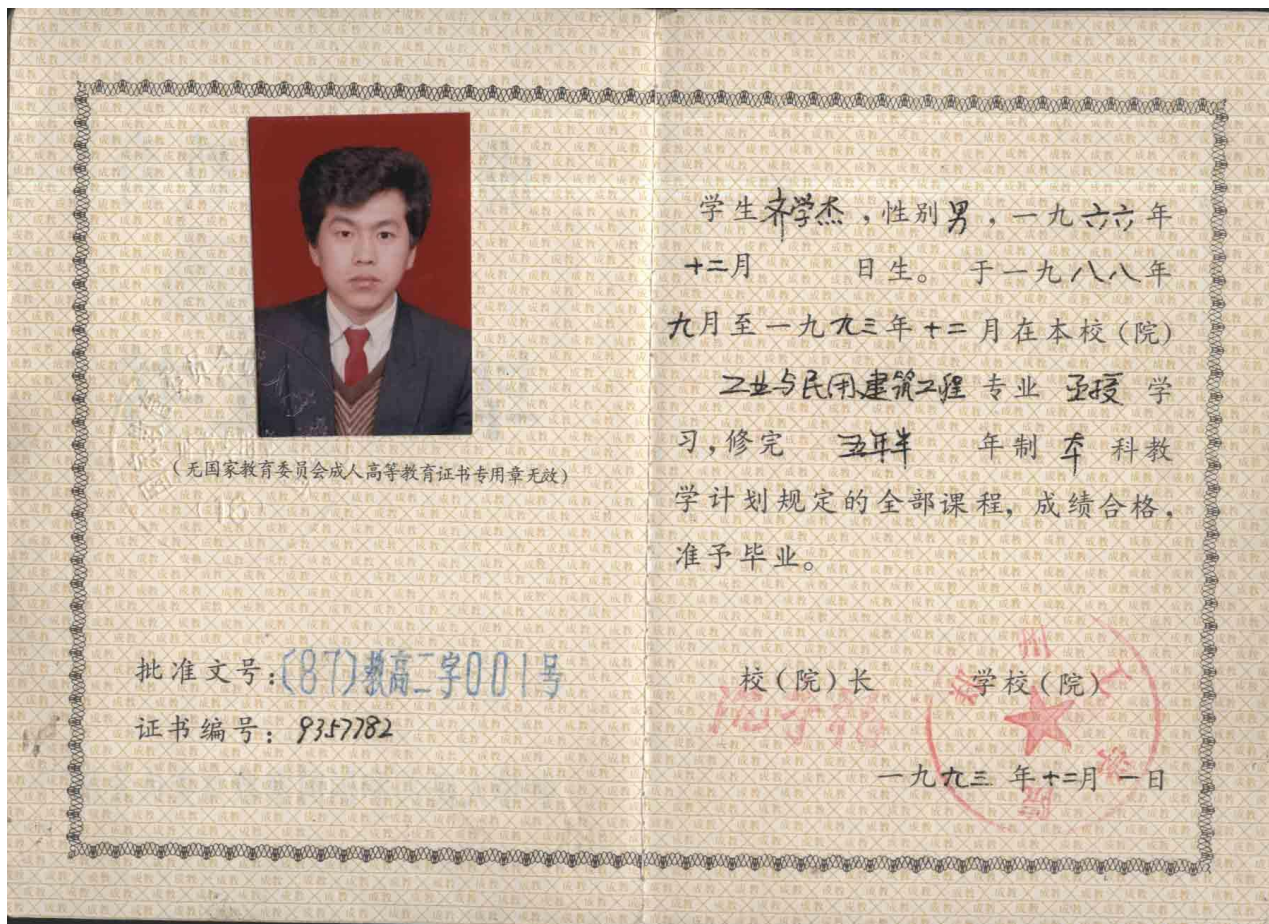 （无国家教育委员会成人高等教育证书专用章无效）
批准文号：(87)教高二字001号
证书编号：9357782
学生齐学杰，性别男，一九六六年
十二月 日生。于一九八八年
九月至一九九三年十二月在本校（院）
工业与民用建筑工程专业函授学
习，修完 五年半 年制 本 科教
学计划规定的全部课程，成绩合格，
准予毕业。
校（院）长 学校（院）
一九九三年十二月一日